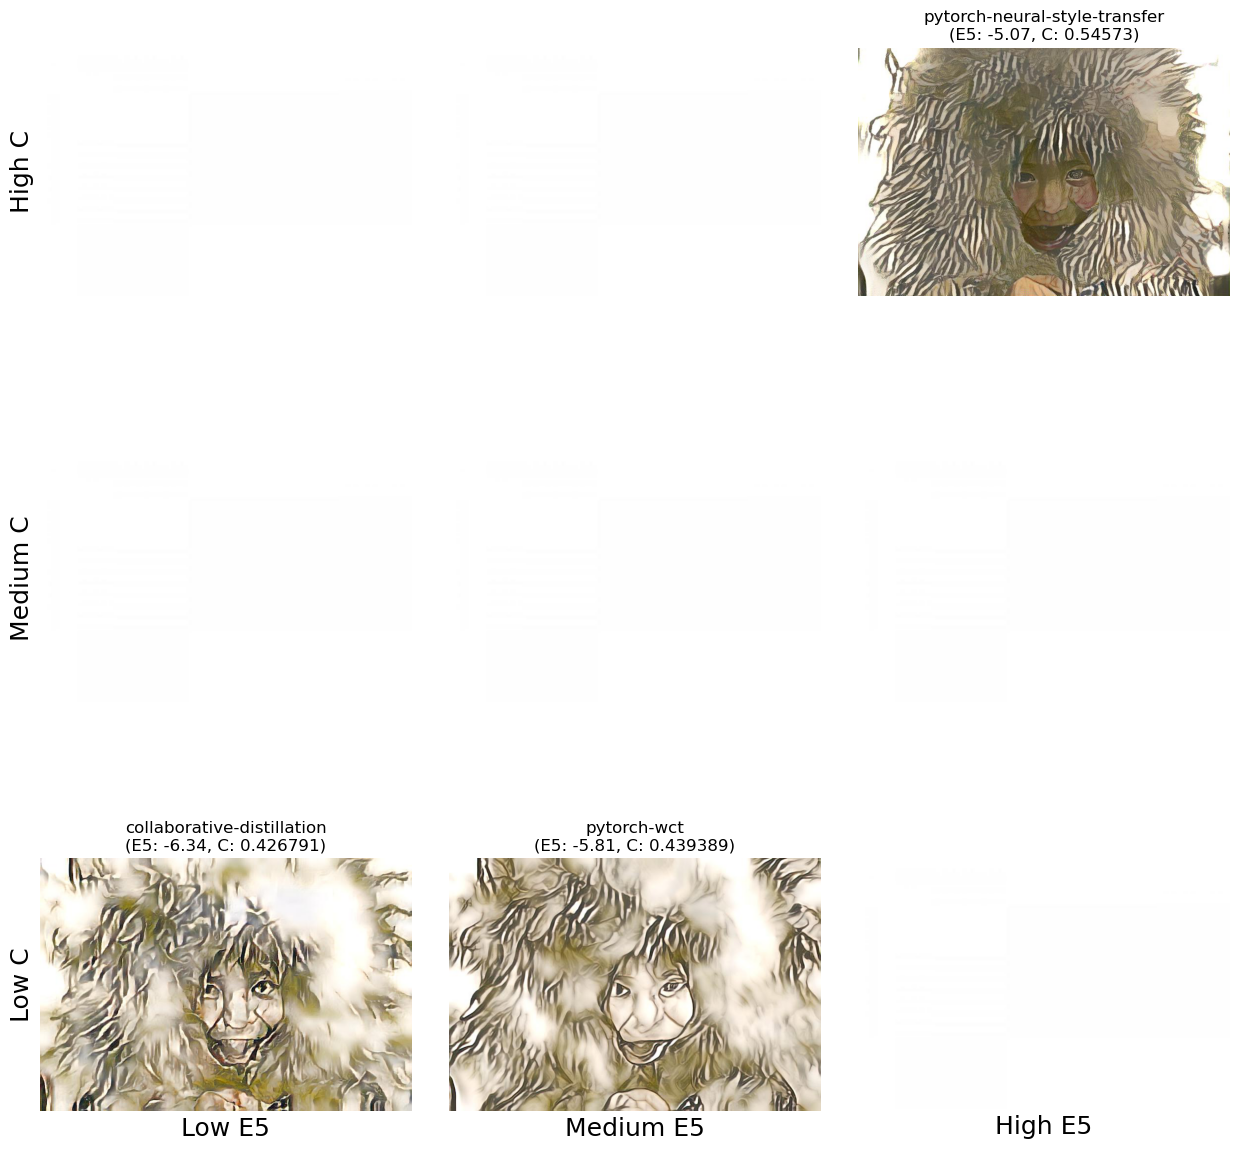 pytorch-neural-style-transfer
(E5: -5.07, C: 0.54573)
High C
Medium C
collaborative-distillation
(E5: -6.34, C: 0.426791)
pytorch-wct
(E5: -5.81, C: 0.439389)
Low C
Low E5
Medium E5
High E5